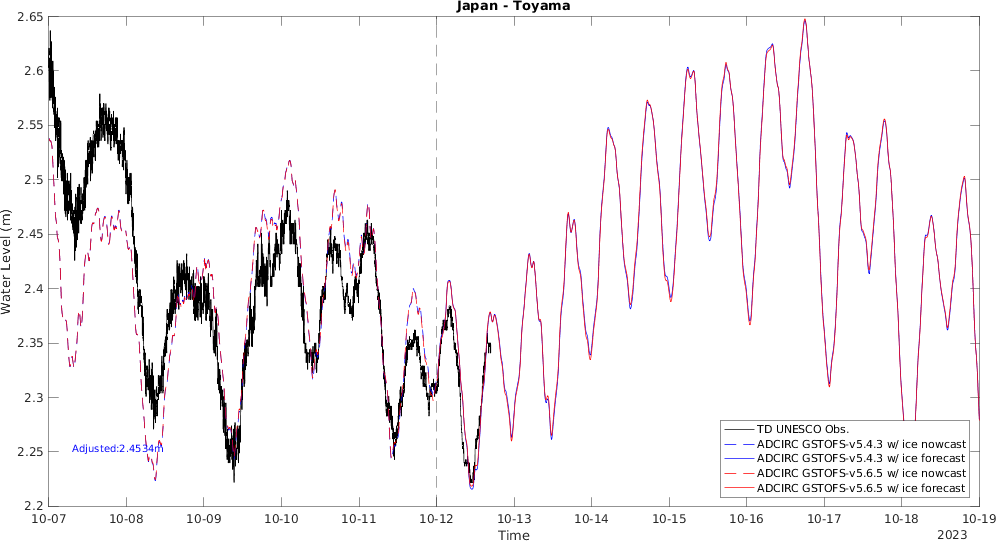 Japan - Toyama
Water Level (m)
2.65
2.6
2.55
2.5
2.45
2.4
2.35
2.3
2.25
2.2
Adjusted:2.4534m
TD UNESCO Obs.
ADCIRC GSTOFS-v5.4.3 w/ ice nowcast
ADCIRC GSTOFS-v5.4.3 w/ ice forecast
ADCIRC GSTOFS-v5.6.5 w/ ice nowcast
ADCIRC GSTOFS-v5.6.5 w/ ice forecast
10-07 10-08 10-09 10-10 10-11 10-12 10-13 10-14 10-15 10-16 10-17 10-18 10-19
Time
2023